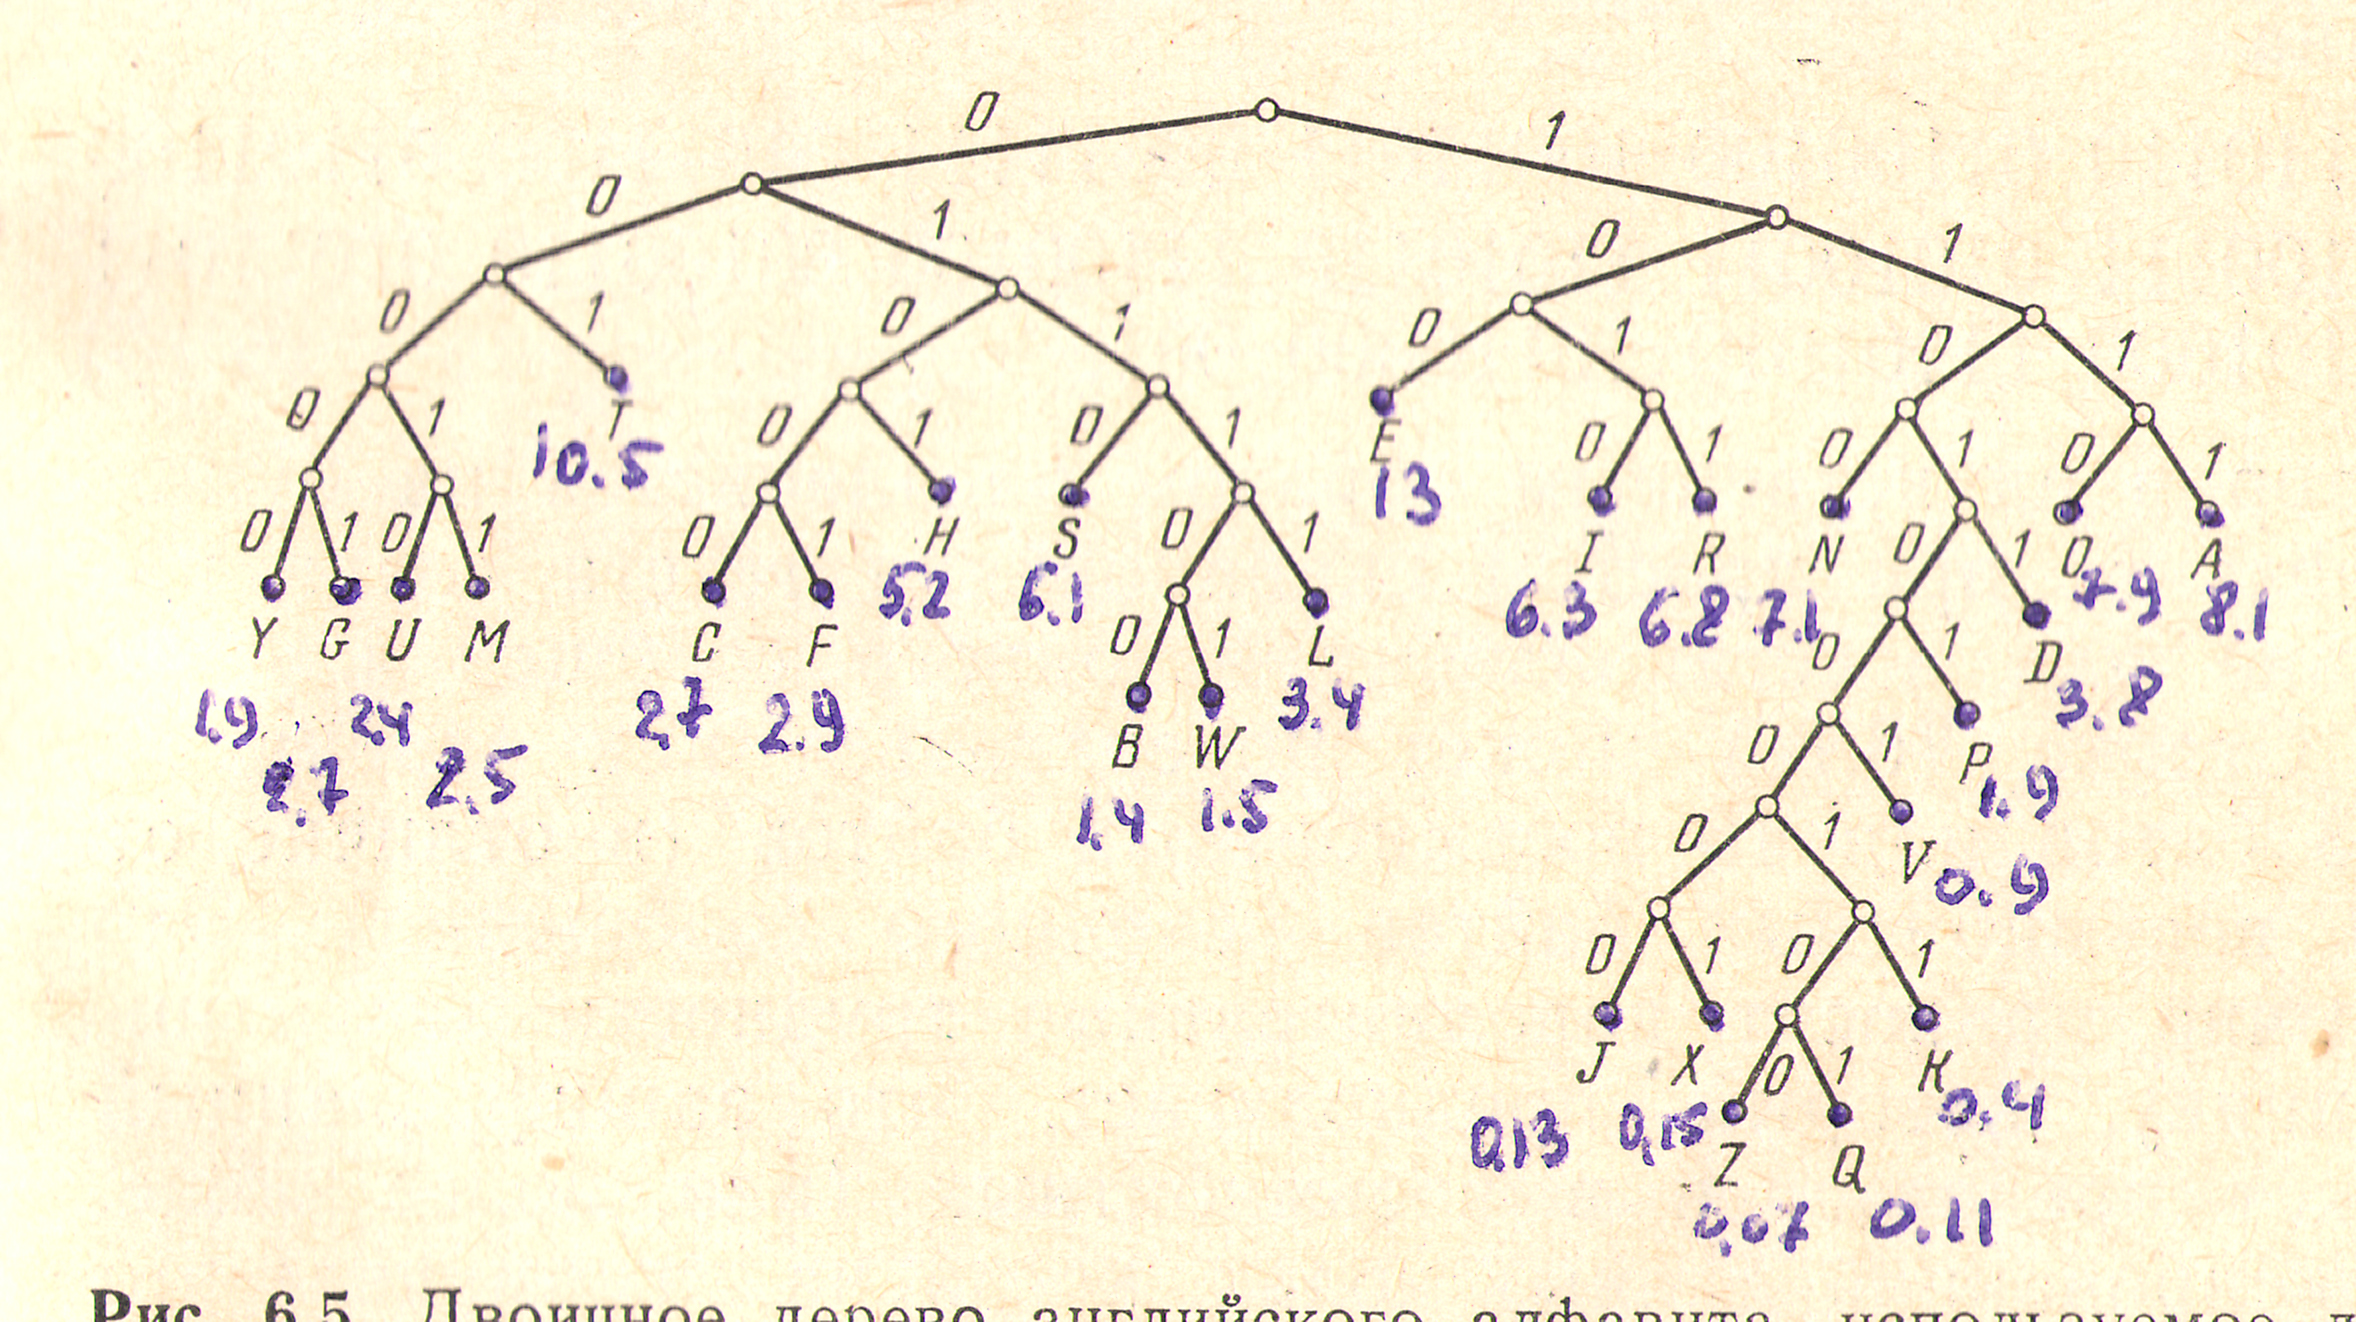 0 1
0 1 0 1
0 1 0 1 0 1 0 1
0 1 0 1 0 1 0 1 0 1 0 1
T E
10.5 13
0 1 0 1 0 1 0 1 0 1
H S I R N O A
5.2 6.1 6.3 6.8 7.1 7.9 8.1
Y G U M C F L D
0 1 0 1
1.9 2.4 2,7 2.9 3.4 3.8
2,7 2.5
B W P
0 1
1.4 1.5 1.9
0 1
V
0.9
0 1 0 1
J X K
0 1
0,13 0,15 0.4
Z Q
0,07 0.11
Рис. 6.5. Двоичное дерево английского алфавита, используемое